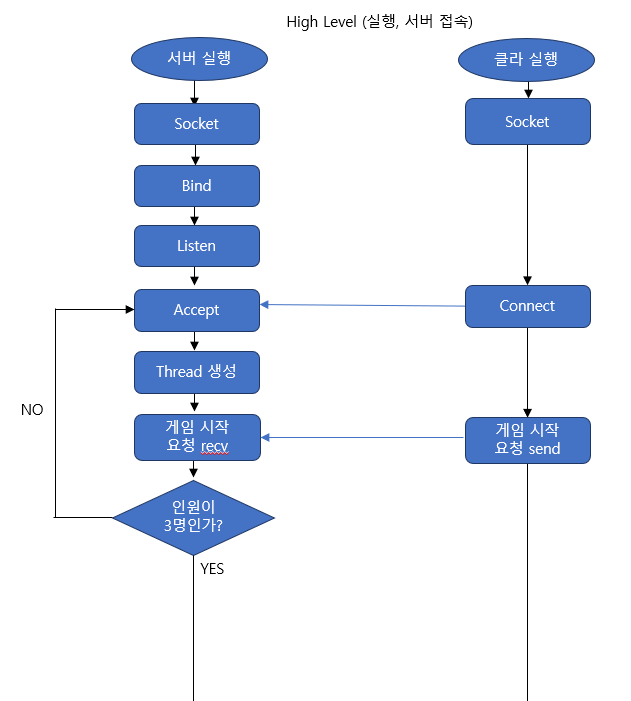 High Level (실행, 서버 접속)
서버 실행
클라 실행
Socket
Socket
Bind
Listen
Accept
Connect
Thread 생성
NO
게임 시작
요청 recv
게임 시작
요청 send
인원이
3명인가?
YES